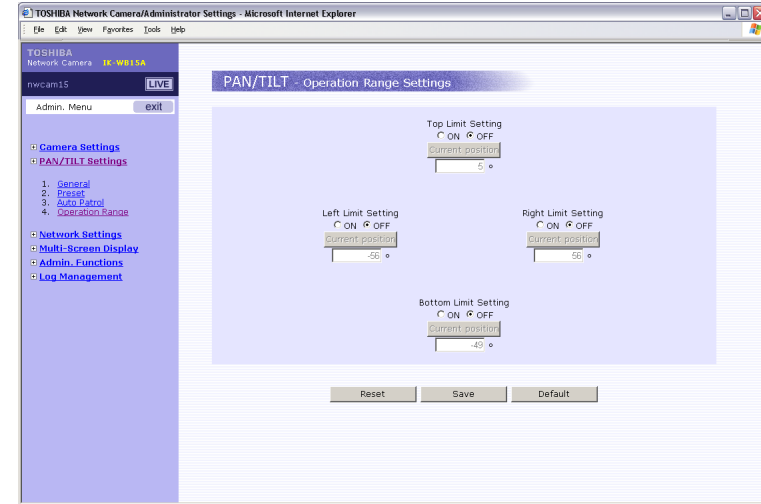 TOSHIBA Network Camera/Administrator Settings - Microsoft Internet Explorer
File Edit View Favorites Tools Help
TOSHIBA
Network Camera IK-WB15A
nwcam15 LIVE
Admin. Menu exit
Camera Settings
PAN/TILT Settings
1. General
2. Preset
3. Auto Patrol
4. Operation Range
Network Settings
Multi-Screen Display
Admin. Functions
Log Management
PAN/TILT - Operation Range Settings
Top Limit Setting
ON OFF
Current position
5 °
Left Limit Setting Right Limit Setting
ON OFF ON OFF
Current position Current position
-56 ° 56 °
Bottom Limit Setting
ON OFF
Current position
-49 °
Reset Save Default